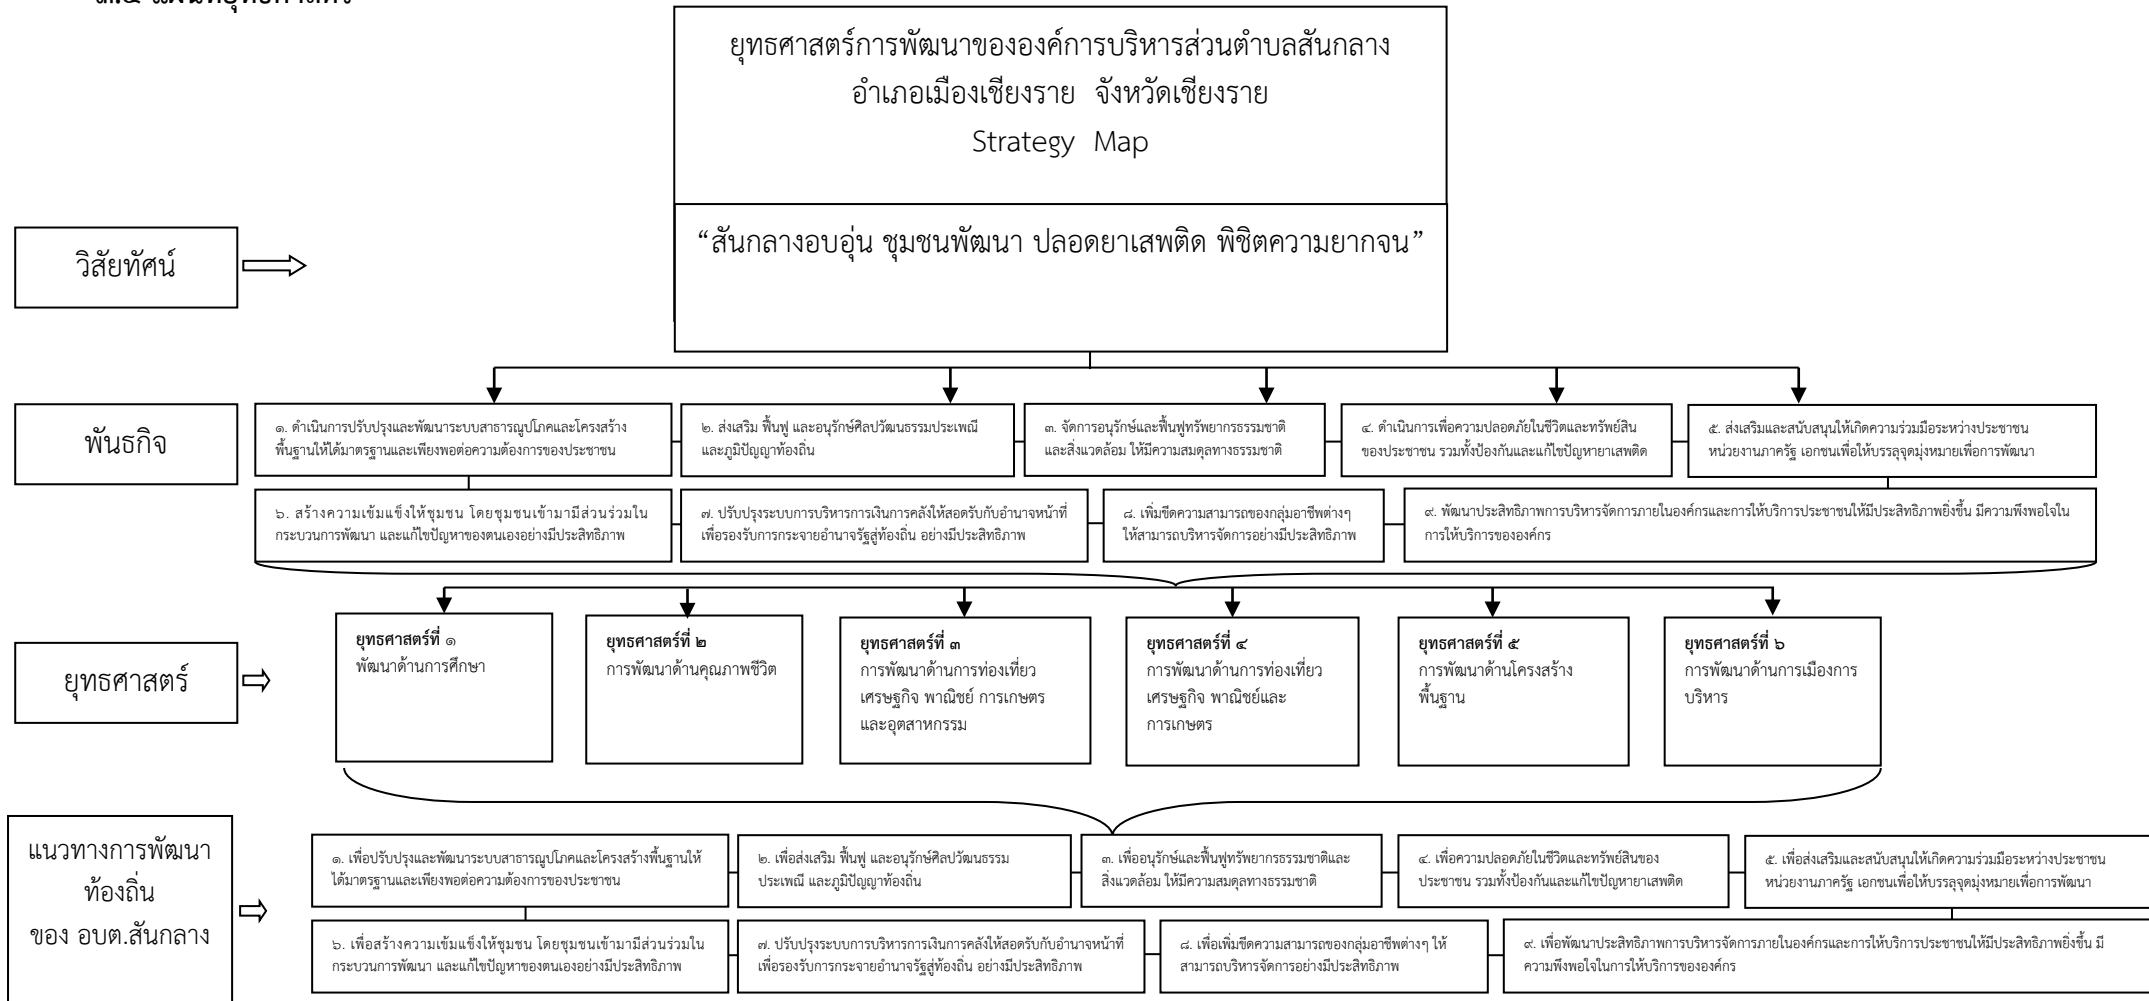 ๓.๔ แผนที่ยุทธศาสตร์
ยุทธศาสตร์การพัฒนาขององค์การบริหารส่วนตำบลสันกลาง
อำเภอเมืองเชียงราย จังหวัดเชียงราย
Strategy Map
วิสัยทัศน์
“สันกลางอบอุ่น ชุมชนพัฒนา ปลอดยาเสพติด พิชิตความยากจน”
พันธกิจ
๑. ดำเนินการปรับปรุงและพัฒนาระบบสาธารณูปโภคและโครงสร้าง
พื้นฐานให้ได้มาตรฐานและเพียงพอต่อความต้องการของประชาชน
๒. ส่งเสริม ฟื้นฟู และอนุรักษ์ศิลปวัฒนธรรมประเพณี
และภูมิปัญญาท้องถิ่น
๓. จัดการอนุรักษ์และฟื้นฟูทรัพยากรธรรมชาติ
และสิ่งแวดล้อม ให้มีความสมดุลทางธรรมชาติ
๔. ดำเนินการเพื่อความปลอดภัยในชีวิตและทรัพย์สิน
ของประชาชน รวมทั้งป้องกันและแก้ไขปัญหายาเสพติด
๕. ส่งเสริมและสนับสนุนให้เกิดความร่วมมือระหว่างประชาชน
หน่วยงานภาครัฐ เอกชนเพื่อให้บรรลุจุดมุ่งหมายเพื่อการพัฒนา
๖. สร้างความเข้มแข็งให้ชุมชน โดยชุมชนเข้ามามีส่วนร่วมใน
กระบวนการพัฒนา และแก้ไขปัญหาของตนเองอย่างมีประสิทธิภาพ
๗. ปรับปรุงระบบการบริหารการเงินการคลังให้สอดรับกับอำนาจหน้าที่
เพื่อรองรับการกระจายอำนาจรัฐสู่ท้องถิ่น อย่างมีประสิทธิภาพ
๘. เพิ่มขีดความสามารถของกลุ่มอาชีพต่างๆ
ให้สามารถบริหารจัดการอย่างมีประสิทธิภาพ
๙. พัฒนาประสิทธิภาพการบริหารจัดการภายในองค์กรและการให้บริการประชาชนให้มีประสิทธิภาพยิ่งขึ้น มีความพึงพอใจใน
การให้บริการขององค์กร
ยุทธศาสตร์
ยุทธศาสตร์ที่ ๑
พัฒนาด้านการศึกษา
ยุทธศาสตร์ที่ ๒
การพัฒนาด้านคุณภาพชีวิต
ยุทธศาสตร์ที่ ๓
การพัฒนาด้านการท่องเที่ยว
เศรษฐกิจ พาณิชย์ การเกษตร
และอุตสาหกรรม
ยุทธศาสตร์ที่ ๔
การพัฒนาด้านการท่องเที่ยว
เศรษฐกิจ พาณิชย์และ
การเกษตร
ยุทธศาสตร์ที่ ๕
การพัฒนาด้านโครงสร้าง
พื้นฐาน
ยุทธศาสตร์ที่ ๖
การพัฒนาด้านการเมืองการ
บริหาร
แนวทางการพัฒนา
ท้องถิ่น
ของ อบต.สันกลาง
๑. เพื่อปรับปรุงและพัฒนาระบบสาธารณูปโภคและโครงสร้างพื้นฐานให้
ได้มาตรฐานและเพียงพอต่อความต้องการของประชาชน
๒. เพื่อส่งเสริม ฟื้นฟู และอนุรักษ์ศิลปวัฒนธรรม
ประเพณี และภูมิปัญญาท้องถิ่น
๓. เพื่ออนุรักษ์และฟื้นฟูทรัพยากรธรรมชาติและ
สิ่งแวดล้อม ให้มีความสมดุลทางธรรมชาติ
๔. เพื่อความปลอดภัยในชีวิตและทรัพย์สินของ
ประชาชน รวมทั้งป้องกันและแก้ไขปัญหายาเสพติด
๕. เพื่อส่งเสริมและสนับสนุนให้เกิดความร่วมมือระหว่างประชาชน
หน่วยงานภาครัฐ เอกชนเพื่อให้บรรลุจุดมุ่งหมายเพื่อการพัฒนา
๖. เพื่อสร้างความเข้มแข็งให้ชุมชน โดยชุมชนเข้ามามีส่วนร่วมใน
กระบวนการพัฒนา และแก้ไขปัญหาของตนเองอย่างมีประสิทธิภาพ
๗. ปรับปรุงระบบการบริหารการเงินการคลังให้สอดรับกับอำนาจหน้าที่
เพื่อรองรับการกระจายอำนาจรัฐสู่ท้องถิ่น อย่างมีประสิทธิภาพ
๘. เพื่อเพิ่มขีดความสามารถของกลุ่มอาชีพต่างๆ ให้
สามารถบริหารจัดการอย่างมีประสิทธิภาพ
๙. เพื่อพัฒนาประสิทธิภาพการบริหารจัดการภายในองค์กรและการให้บริการประชาชนให้มีประสิทธิภาพยิ่งขึ้น มี
ความพึงพอใจในการให้บริการขององค์กร